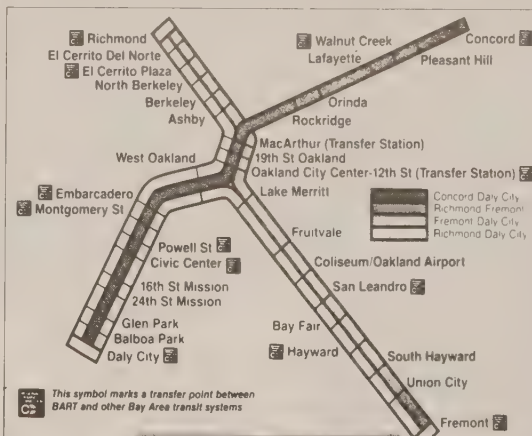 Richmond
El Cerrito Del Norte
El Cerrito Plaza
North Berkeley
Berkeley
Ashby
Walnut Creek
Lafayette
Concord
Pleasant Hill
Orinda
Rockridge
MacArthur (Transfer Station)
19th St Oakland
Oakland City Center-12th St (Transfer Station)
West Oakland
Lake Merritt
Embarcadero
Montgomery St
Powell St
Civic Center
16th St Mission
24th St Mission
Glen Park
Balboa Park
Daly City
Concord Daly City
Richmond Fremont
Fremont Daly City
Richmond Daly City
Fruitvale
Coliseum/Oakland Airport
San Leandro
Bay Fair
Hayward
South Hayward
Union City
Fremont
This symbol marks a transfer point between
BART and other Bay Area transit systems